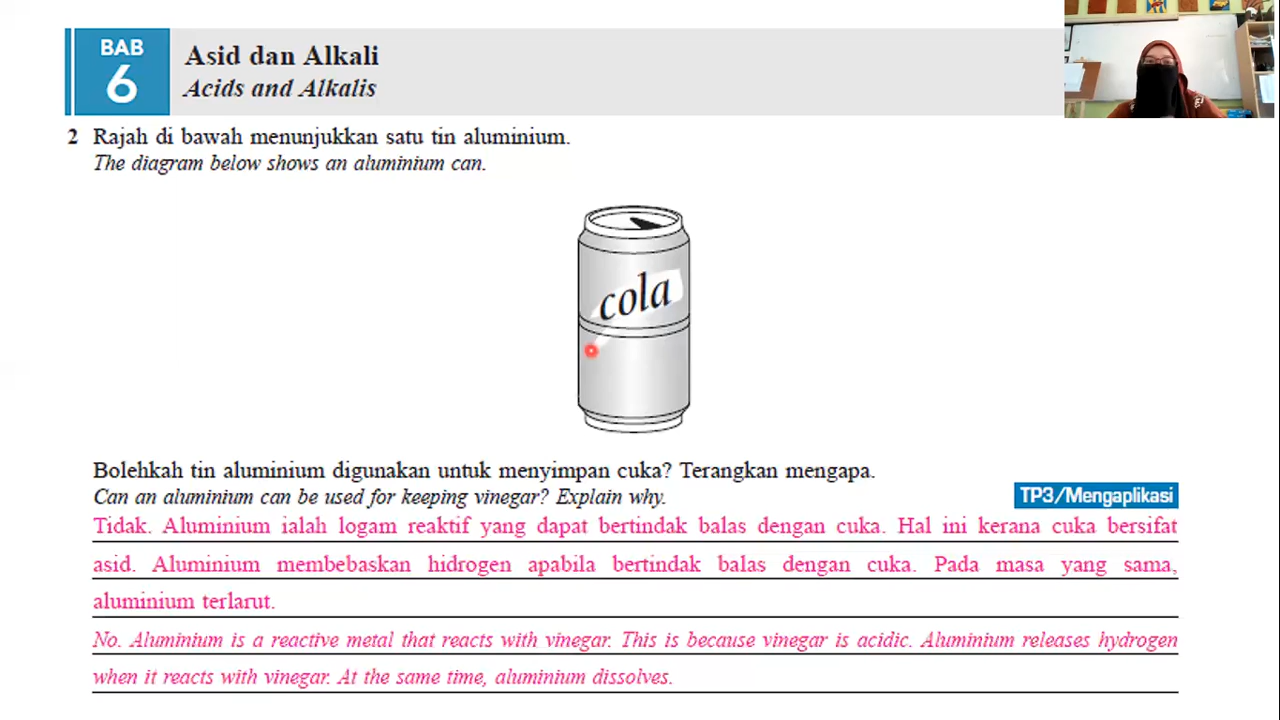 BAB
6
Asid dan Alkali
Acids and Alkalis
2 Rajah di bawah menunjukkan satu tin aluminium.
The diagram below shows an aluminium can.
cola
Bolehkah tin aluminium digunakan untuk menyimpan cuka? Terangkan mengapa.
Can an aluminium can be used for keeping vinegar? Explain why.
TP3/Mengaplikasi
Tidak. Aluminium ialah logam reaktif yang dapat bertindak balas dengan cuka. Hal ini kerana cuka bersifat
asid. Aluminium membebaskan hidrogen apabila bertindak balas dengan cuka. Pada masa yang sama,
aluminium terlarut.
No. Aluminium is a reactive metal that reacts with vinegar. This is because vinegar is acidic. Aluminium releases hydrogen
when it reacts with vinegar. At the same time, aluminium dissolves.